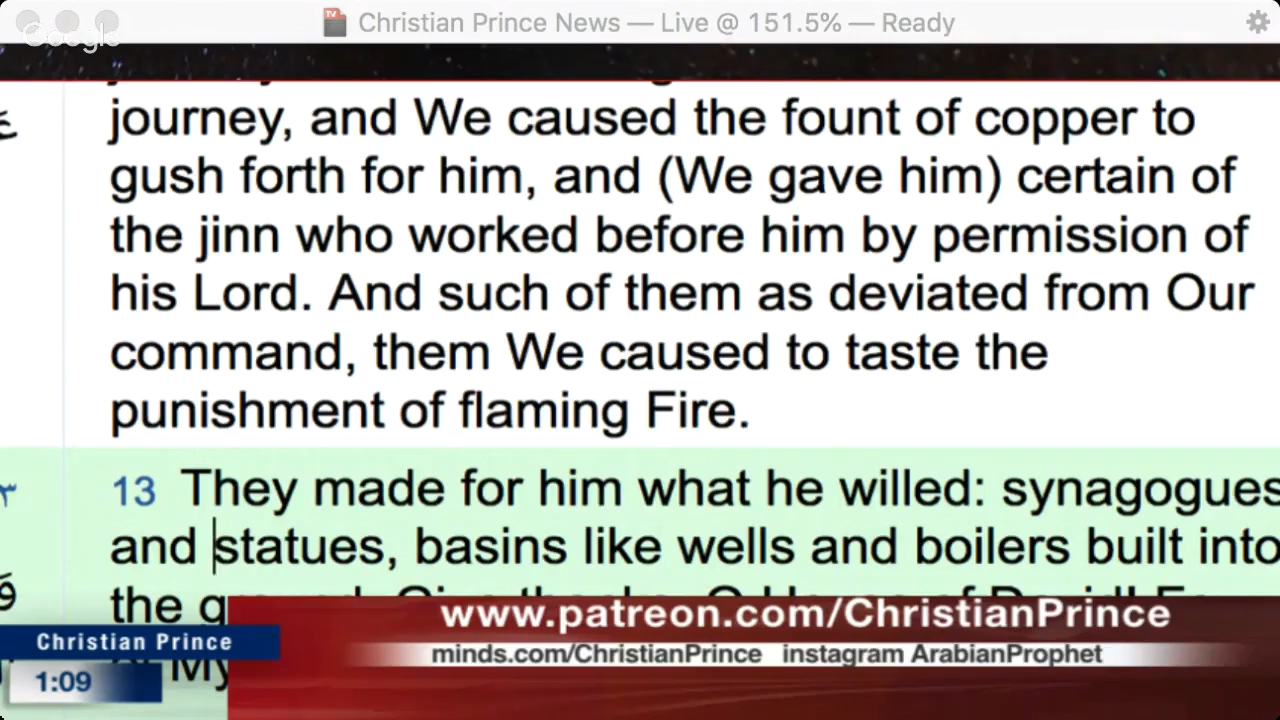 Christian Prince News — Live @ 151.5% — Ready
Google
journey, and We caused the fount of copper to
gush forth for him, and (We gave him) certain of
the jinn who worked before him by permission of
his Lord. And such of them as deviated from Our
command, them We caused to taste the
punishment of flaming Fire.
13 They made for him what he willed: synagogues
and statues, basins like wells and boilers built into
the
My
www.patreon.com/ChristianPrince
minds.com/ChristianPrince instagram ArabianProphet
Christian Prince
1:09